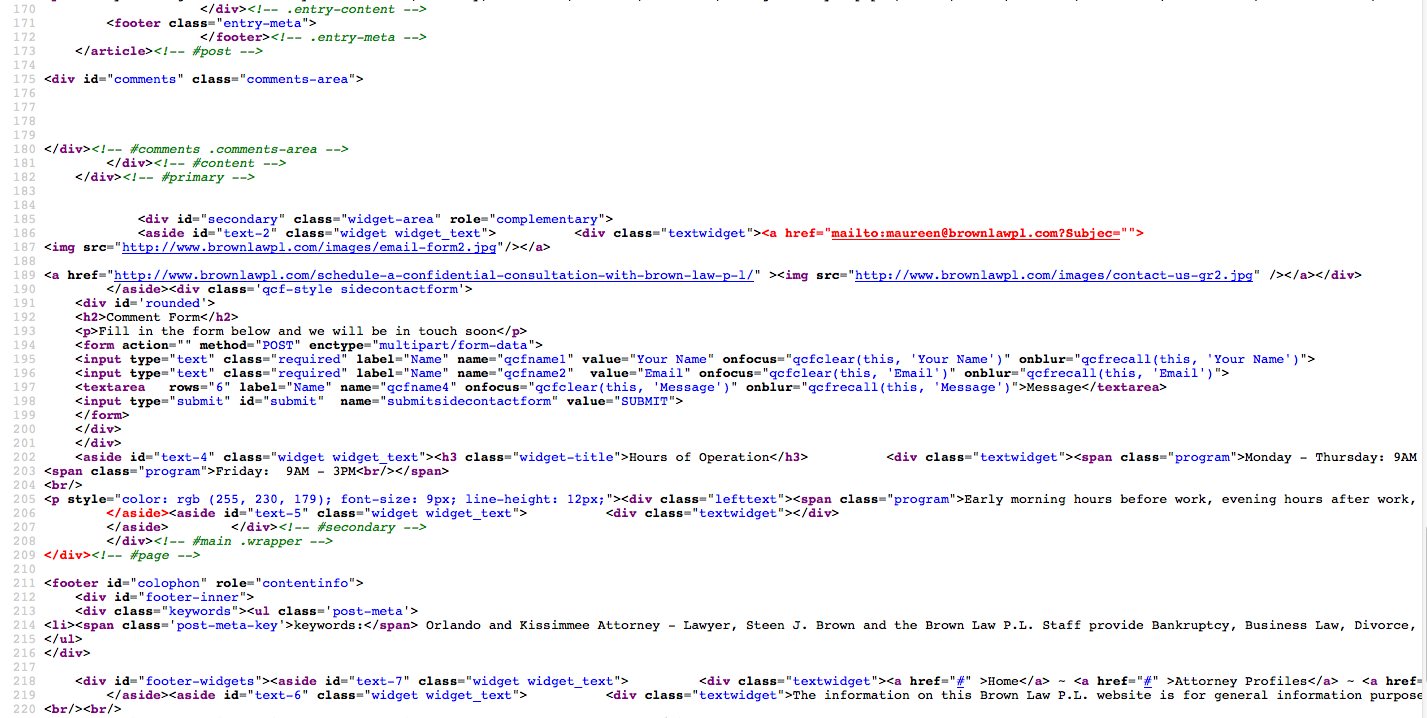 170 </div><!-- .entry-content -->
171 <footer class="entry-meta">
172 </footer><!-- .entry-meta -->
173 </article><!-- #post -->
174
175 <div id="comments" class="comments-area">
176
177
178
179
180 </div><!-- #comments .comments-area -->
181 </div><!-- #content -->
182 </div><!-- #primary -->
183
184
185 <div id="secondary" class="widget-area" role="complementary">
186 <aside id="text-2" class="widget widget_text"> <div class="textwidget"><a href="mailto:maureen@brownlawpl.com?Subjec="">
187 <img src="http://www.brownlawpl.com/images/email-form2.jpg"/></a>
188
189 <a href="http://www.brownlawpl.com/schedule-a-confidential-consultation-with-brown-law-p-l/" ><img src="http://www.brownlawpl.com/images/contact-us-gr2.jpg" /></a></div>
190 </aside><div class='qcf-style sidecontactform'>
191 <div id='rounded'>
192 <h2>Comment Form</h2>
193 <p>Fill in the form below and we will be in touch soon</p>
194 <form action="" method="POST" enctype="multipart/form-data">
195 <input type="text" class="required" label="Name" name="qcfname1" value="Your Name" onfocus="qcfclear(this, 'Your Name')" onblur="qcfrecall(this, 'Your Name')">
196 <input type="text" class="required" label="Name" name="qcfname2"  value="Email" onfocus="qcfclear(this, 'Email')" onblur="qcfrecall(this, 'Email')">
197 <textarea   rows="6" label="Name" name="qcfname4" onfocus="qcfclear(this, 'Message')" onblur="qcfrecall(this, 'Message')">Message</textarea>
198 <input type="submit" id="submit"  name="submitsidecontactform" value="SUBMIT">
199 </form>
200 </div>
201 </div>
202 <aside id="text-4" class="widget widget_text"><h3 class="widget-title">Hours of Operation</h3> <div class="textwidget"><span class="program">Monday - Thursday: 9AM
203 <span class="program">Friday:  9AM - 3PM<br/></span>
204 <br/>
205 <p style="color: rgb (255, 230, 179); font-size: 9px; line-height: 12px;"><div class="lefttext"><span class="program">Early morning hours before work, evening hours after work,
206 </aside><aside id="text-5" class="widget widget_text"> <div class="textwidget"></div>
207 </aside> </div><!-- #secondary -->
208 </div><!-- #main .wrapper -->
209 </div><!-- #page -->
210
211 <footer id="colophon" role="contentinfo">
212 <div id="footer-inner">
213 <div class="keywords"><ul class='post-meta'>
214 <li><span class='post-meta-key'>keywords:</span> Orlando and Kissimmee Attorney - Lawyer, Steen J. Brown and the Brown Law P.L. Staff provide Bankruptcy, Business Law, Divorce,
215 </ul>
216 </div>
217
218 <div id="footer-widgets"><aside id="text-7" class="widget widget_text"> <div class="textwidget"><a href="#" >Home</a> ~ <a href="#" >Attorney Profiles</a> ~ <a href=
219 </aside><aside id="text-6" class="widget widget_text"> <div class="textwidget">The information on this Brown Law P.L. website is for general information purpose
220 <br/><br/>